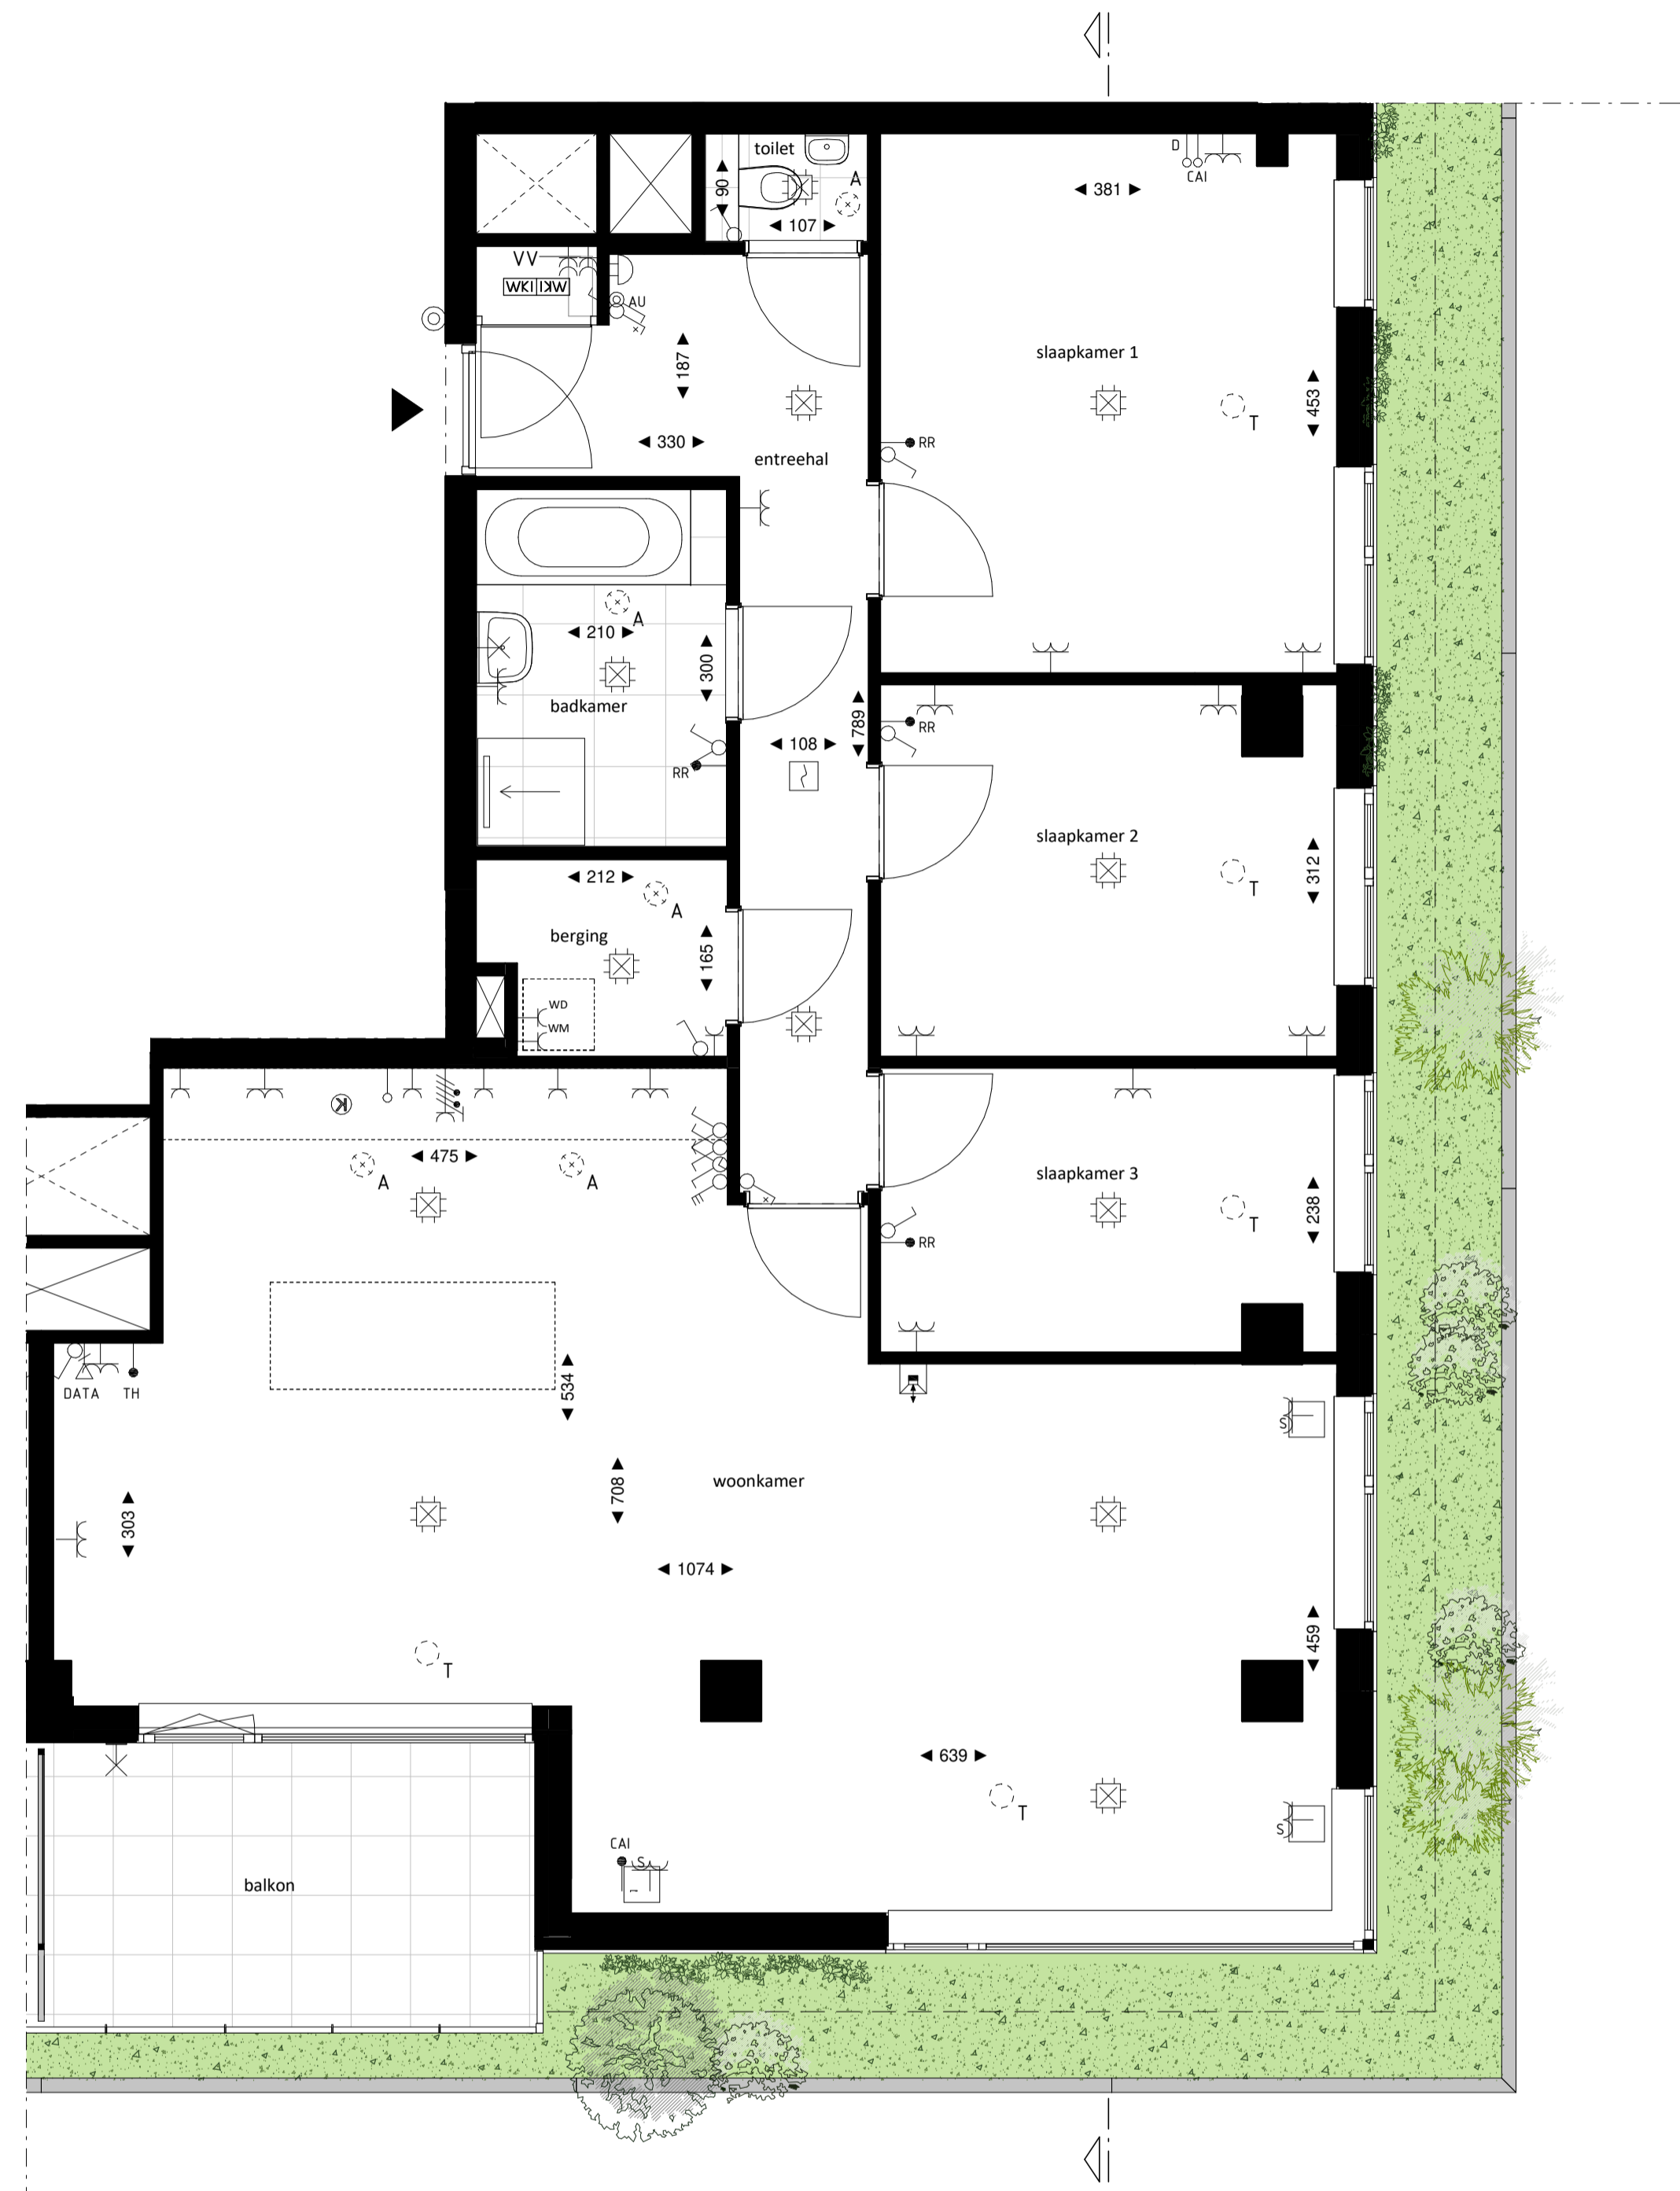 toilet
D
CAI
90
A
381
107
VV
WKI
WKI
AU
187
slaapkamer 1
453
T
330
RR
entreehal
A
210
300
badkamer
789
RR
108
RR
slaapkamer 2
312
T
212
A
berging
165
WD
WM
K
475
A
A
slaapkamer 3
238
T
RR
534
DATA
TH
S
708
woonkamer
303
1074
459
T
639
T
S
CAI
S
balkon